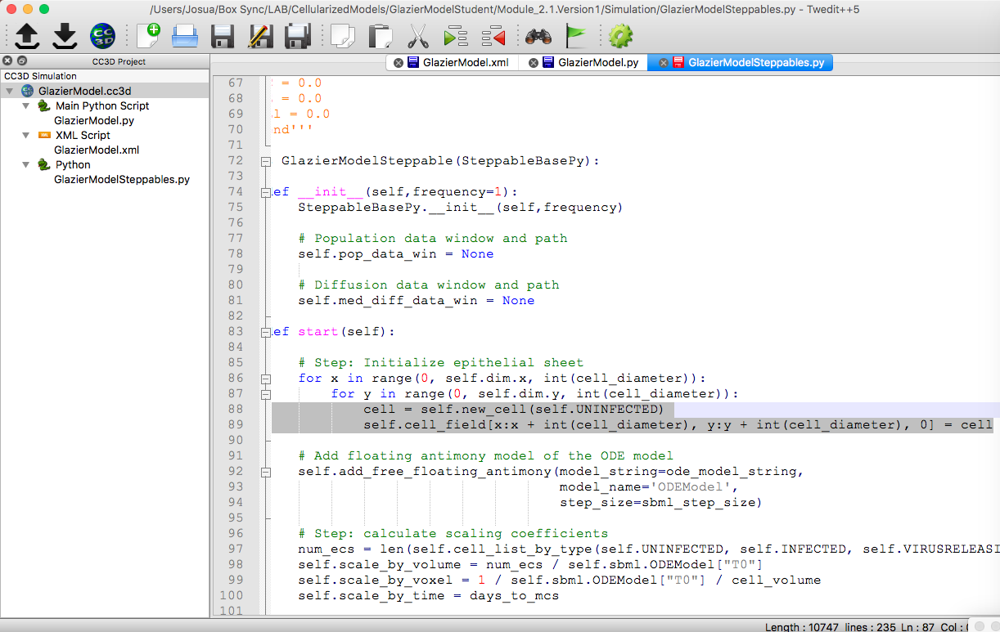 /Users/Josua/Box Sync/LAB/CellularizedModels/GlazierModelStudent/Module_2.1.Version1/Simulation/GlazierModelSteppables.py - Twedit++5
CC3D
CC3D Project
GlazierModel.xml
GlazierModel.py
GlazierModelSteppables.py
CC3D Simulation
GlazierModel.cc3d
Main Python Script
GlazierModel.py
XML Script
GlazierModel.xml
Python
GlazierModelSteppables.py
67 = 0.0
68 = 0.0
69 l = 0.0
70 nd'''
71
72 GlazierModelSteppable(SteppableBasePy):
73
74 ef __init__(self,frequency=1):
75 SteppableBasePy.__init__(self,frequency)
76
77 # Population data window and path
78 self.pop_data_win = None
79
80 # Diffusion data window and path
81 self.med_diff_data_win = None
82
83 ef start(self):
84
85 # Step: Initialize epithelial sheet
86 for x in range(0, self.dim.x, int(cell_diameter)):
87 for y in range(0, self.dim.y, int(cell_diameter)):
88 cell = self.new_cell(self.UNINFECTED)
89 self.cell_field[x:x + int(cell_diameter), y:y + int(cell_diameter), 0] = cell
90
91 # Add floating antimony model of the ODE model
92 self.add_free_floating_antimony(model_string=ode_model_string,
93 model_name='ODEModel',
94 step_size=sbml_step_size)
95
96 # Step: calculate scaling coefficients
97 num_ecs = len(self.cell_list_by_type(self.UNINFECTED, self.INFECTED, self.VIRUSRELEASI
98 self.scale_by_volume = num_ecs / self.sbml.ODEModel["T0"]
99 self.scale_by_voxel = 1 / self.sbml.ODEModel["T0"] / cell_volume
100 self.scale_by_time = days_to_mcs
101
Length : 10747 lines : 235 Ln : 87 Col :